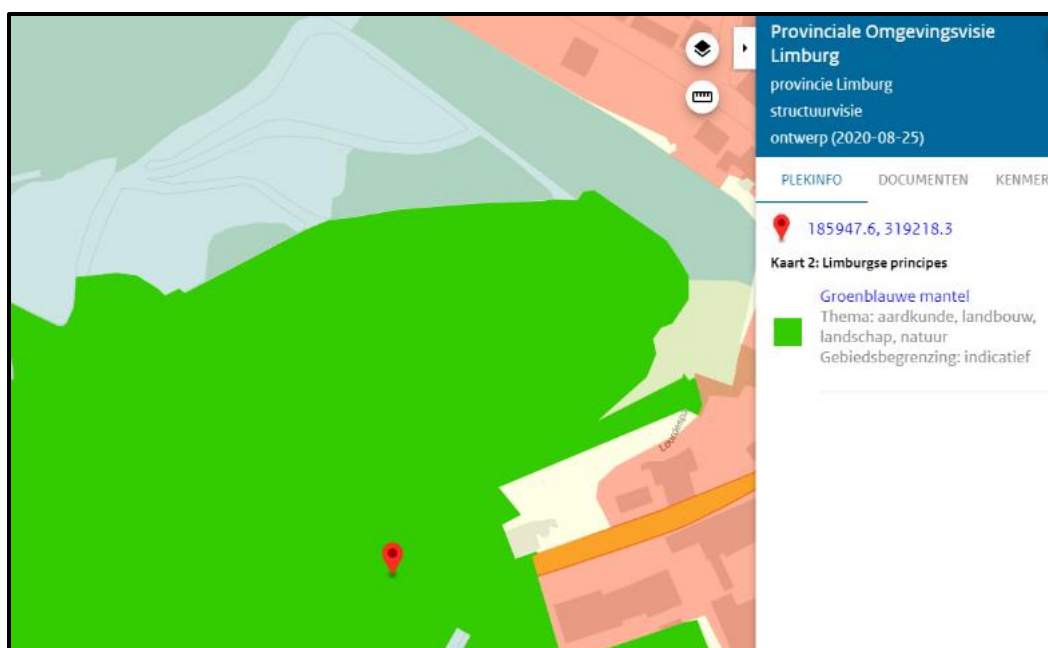 Provinciale Omgevingsvisie
Limburg
provincie Limburg
structuurvisie
ontwerp (2020-08-25)
PLEKINFO DOCUMENTEN KENMER
185947.6, 319218.3
Kaart 2: Limburgse principes
Groenblauwe mantel
Thema: aardkunde, landbouw,
landschap, natuur
Gebiedsbegrenzing: indicatief